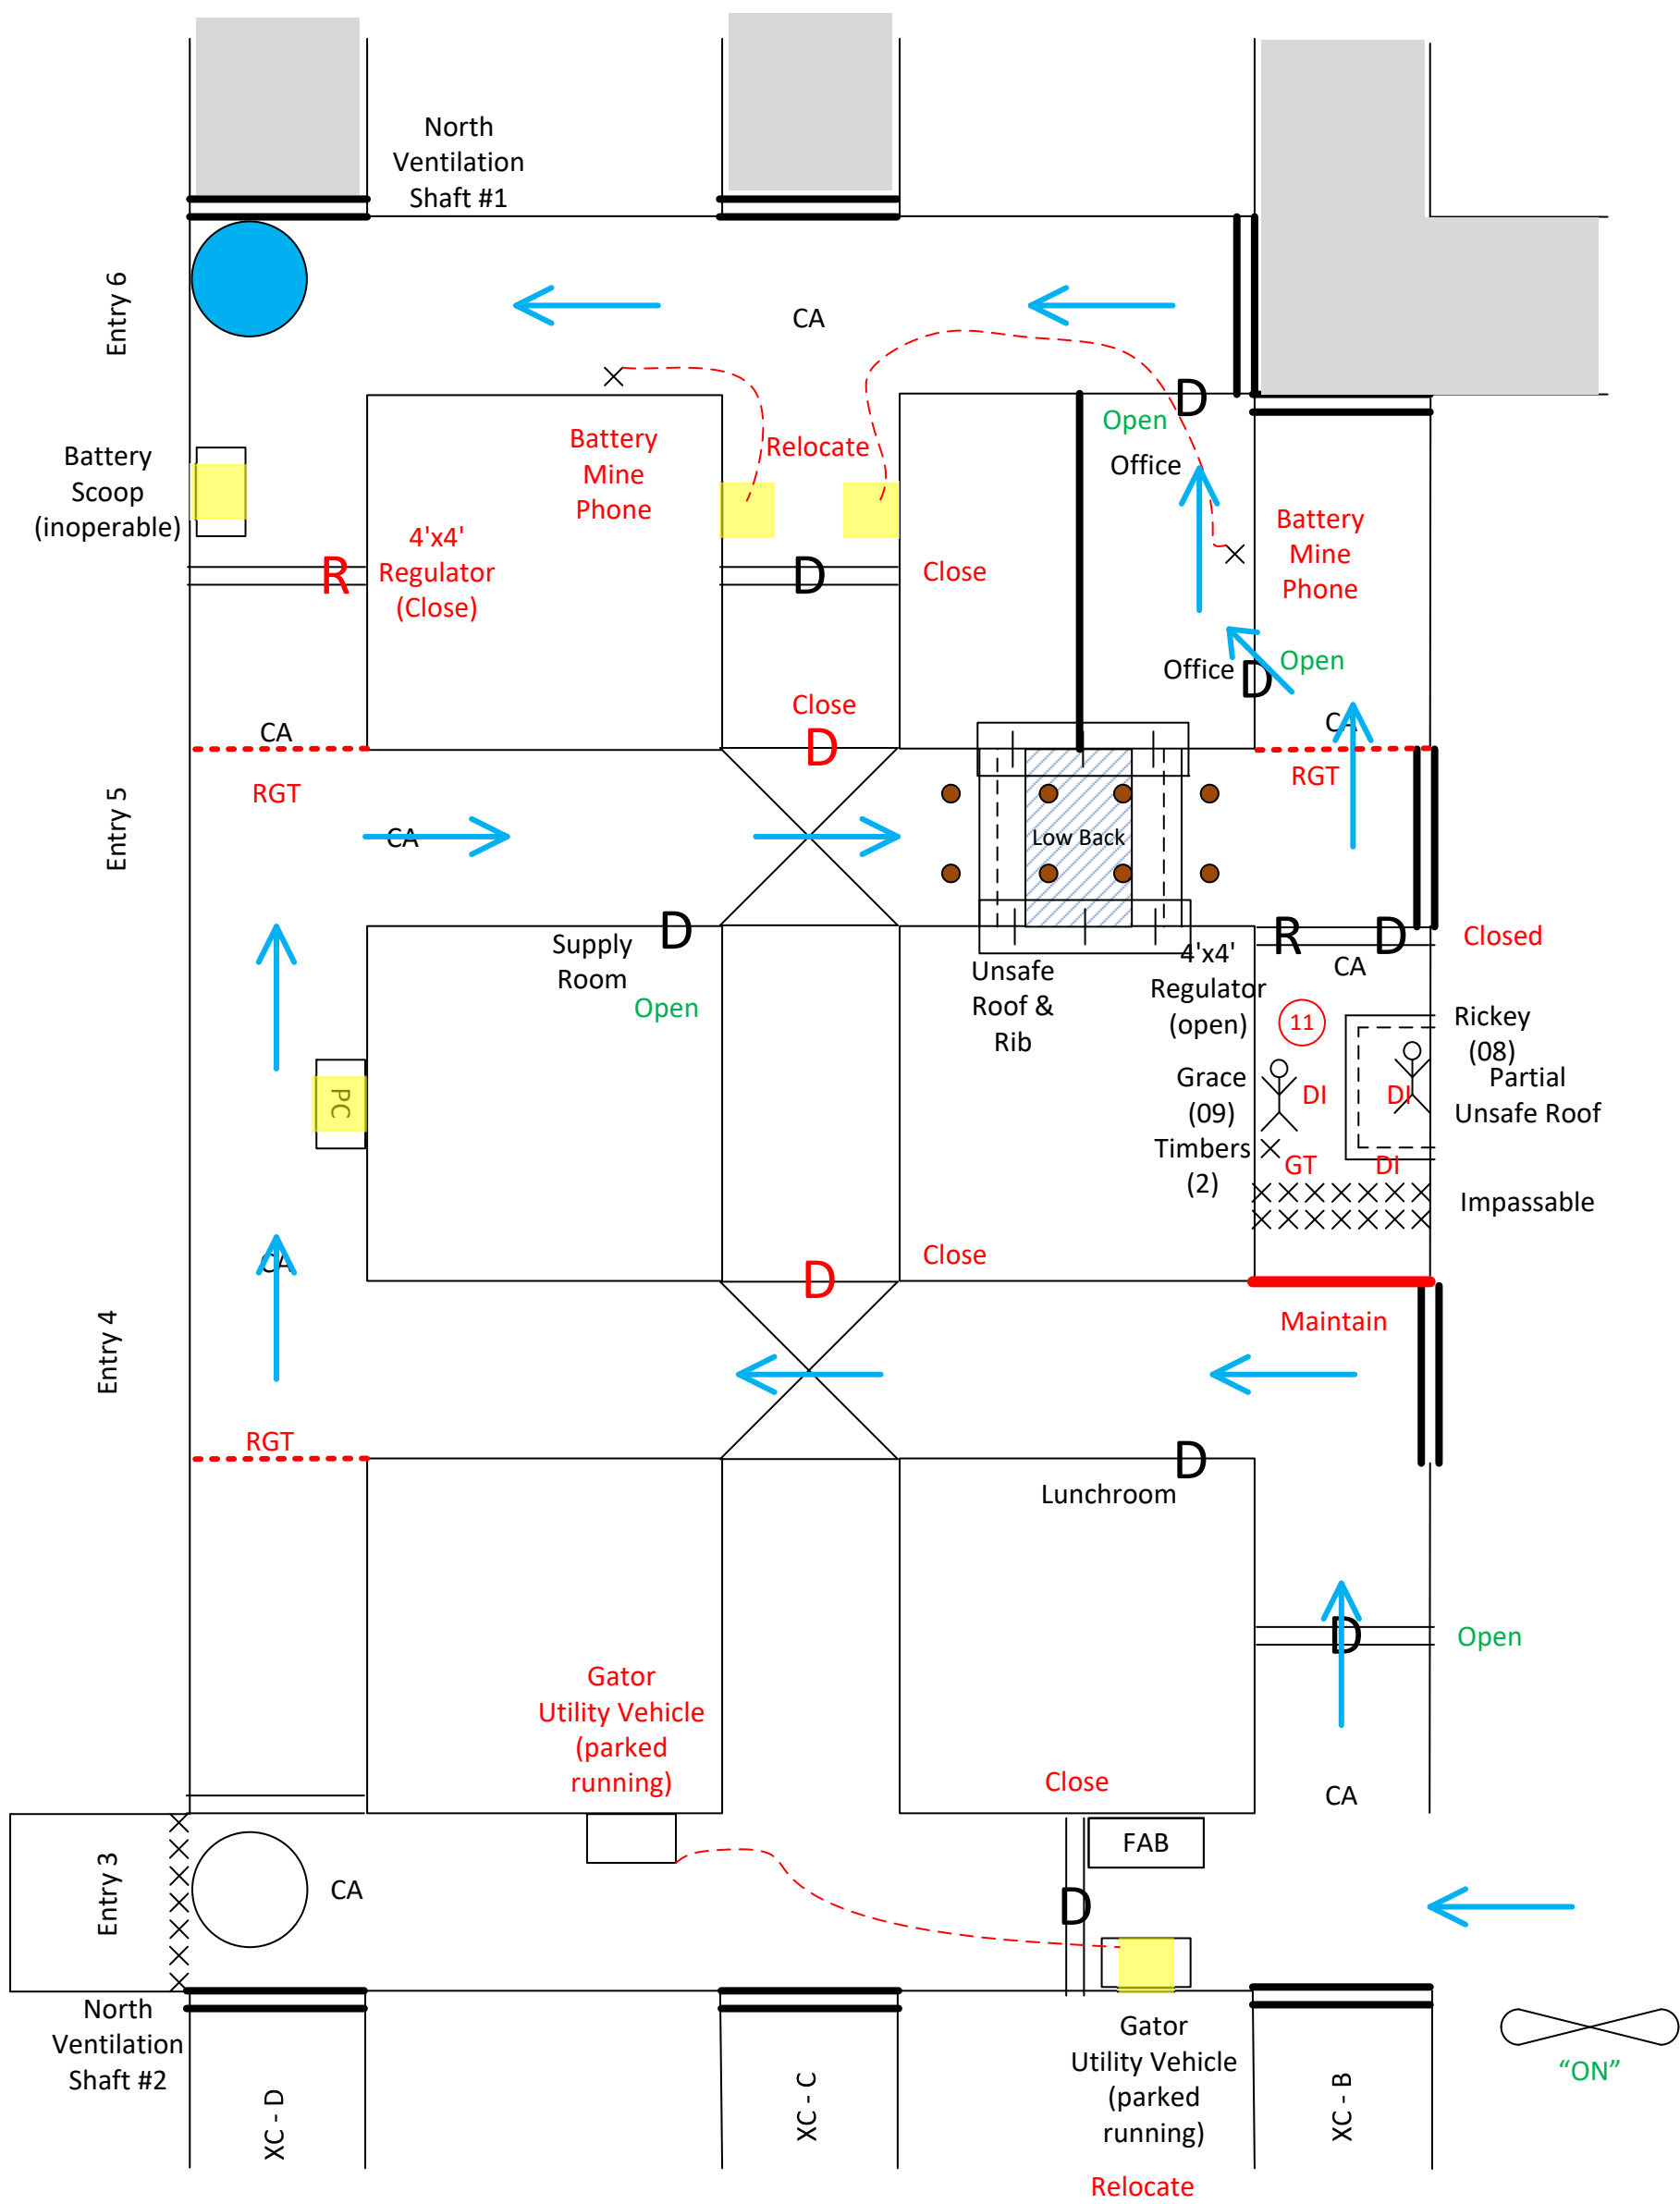 North
Ventilation
Shaft #1
Entry 6
CA
D
Open
Office
Battery
Scoop
(inoperable)
Battery
Mine
Phone
Relocate
4'x4'
Regulator
(Close)
R
D
Close
Battery
Mine
Phone
Office
D
Open
CA
RGT
Close
D
CA
RGT
Entry 5
CA
Low Back
D
Supply
Room
Open
Unsafe
Roof &
Rib
4'x4'
Regulator
(open)
R
D
Closed
CA
11
Rickey
(08)
Partial
Unsafe Roof
Grace
(09)
DI
DI
Timbers
(2)
GT
DI
Impassable
PC
CA
Close
D
Maintain
Entry 4
RGT
D
Lunchroom
D
Open
Gator
Utility Vehicle
(parked
running)
Close
CA
FAB
Entry 3
CA
D
North
Ventilation
Shaft #2
Gator
Utility Vehicle
(parked
running)
Relocate
“ON”
XC - D
XC - C
XC - B